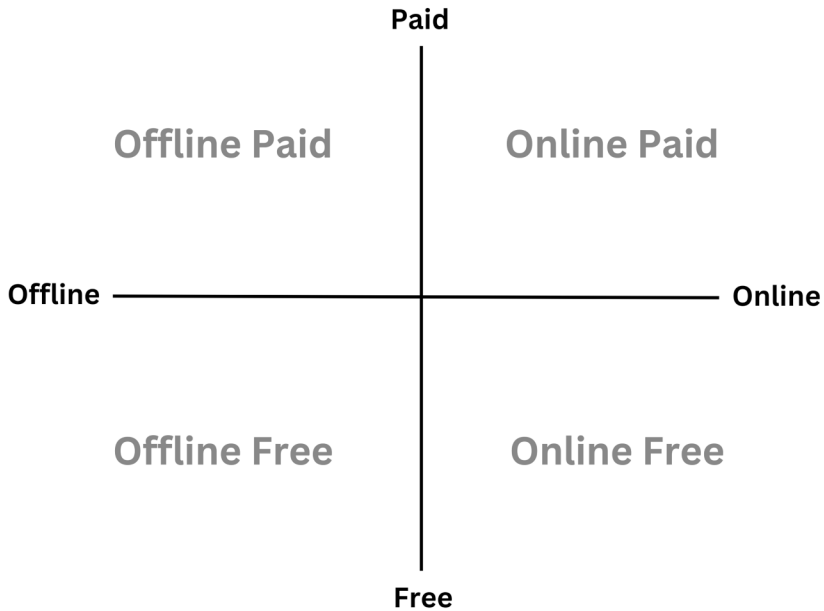 Paid
Offline Paid
Online Paid
Offline
Online
Offline Free
Online Free
Free